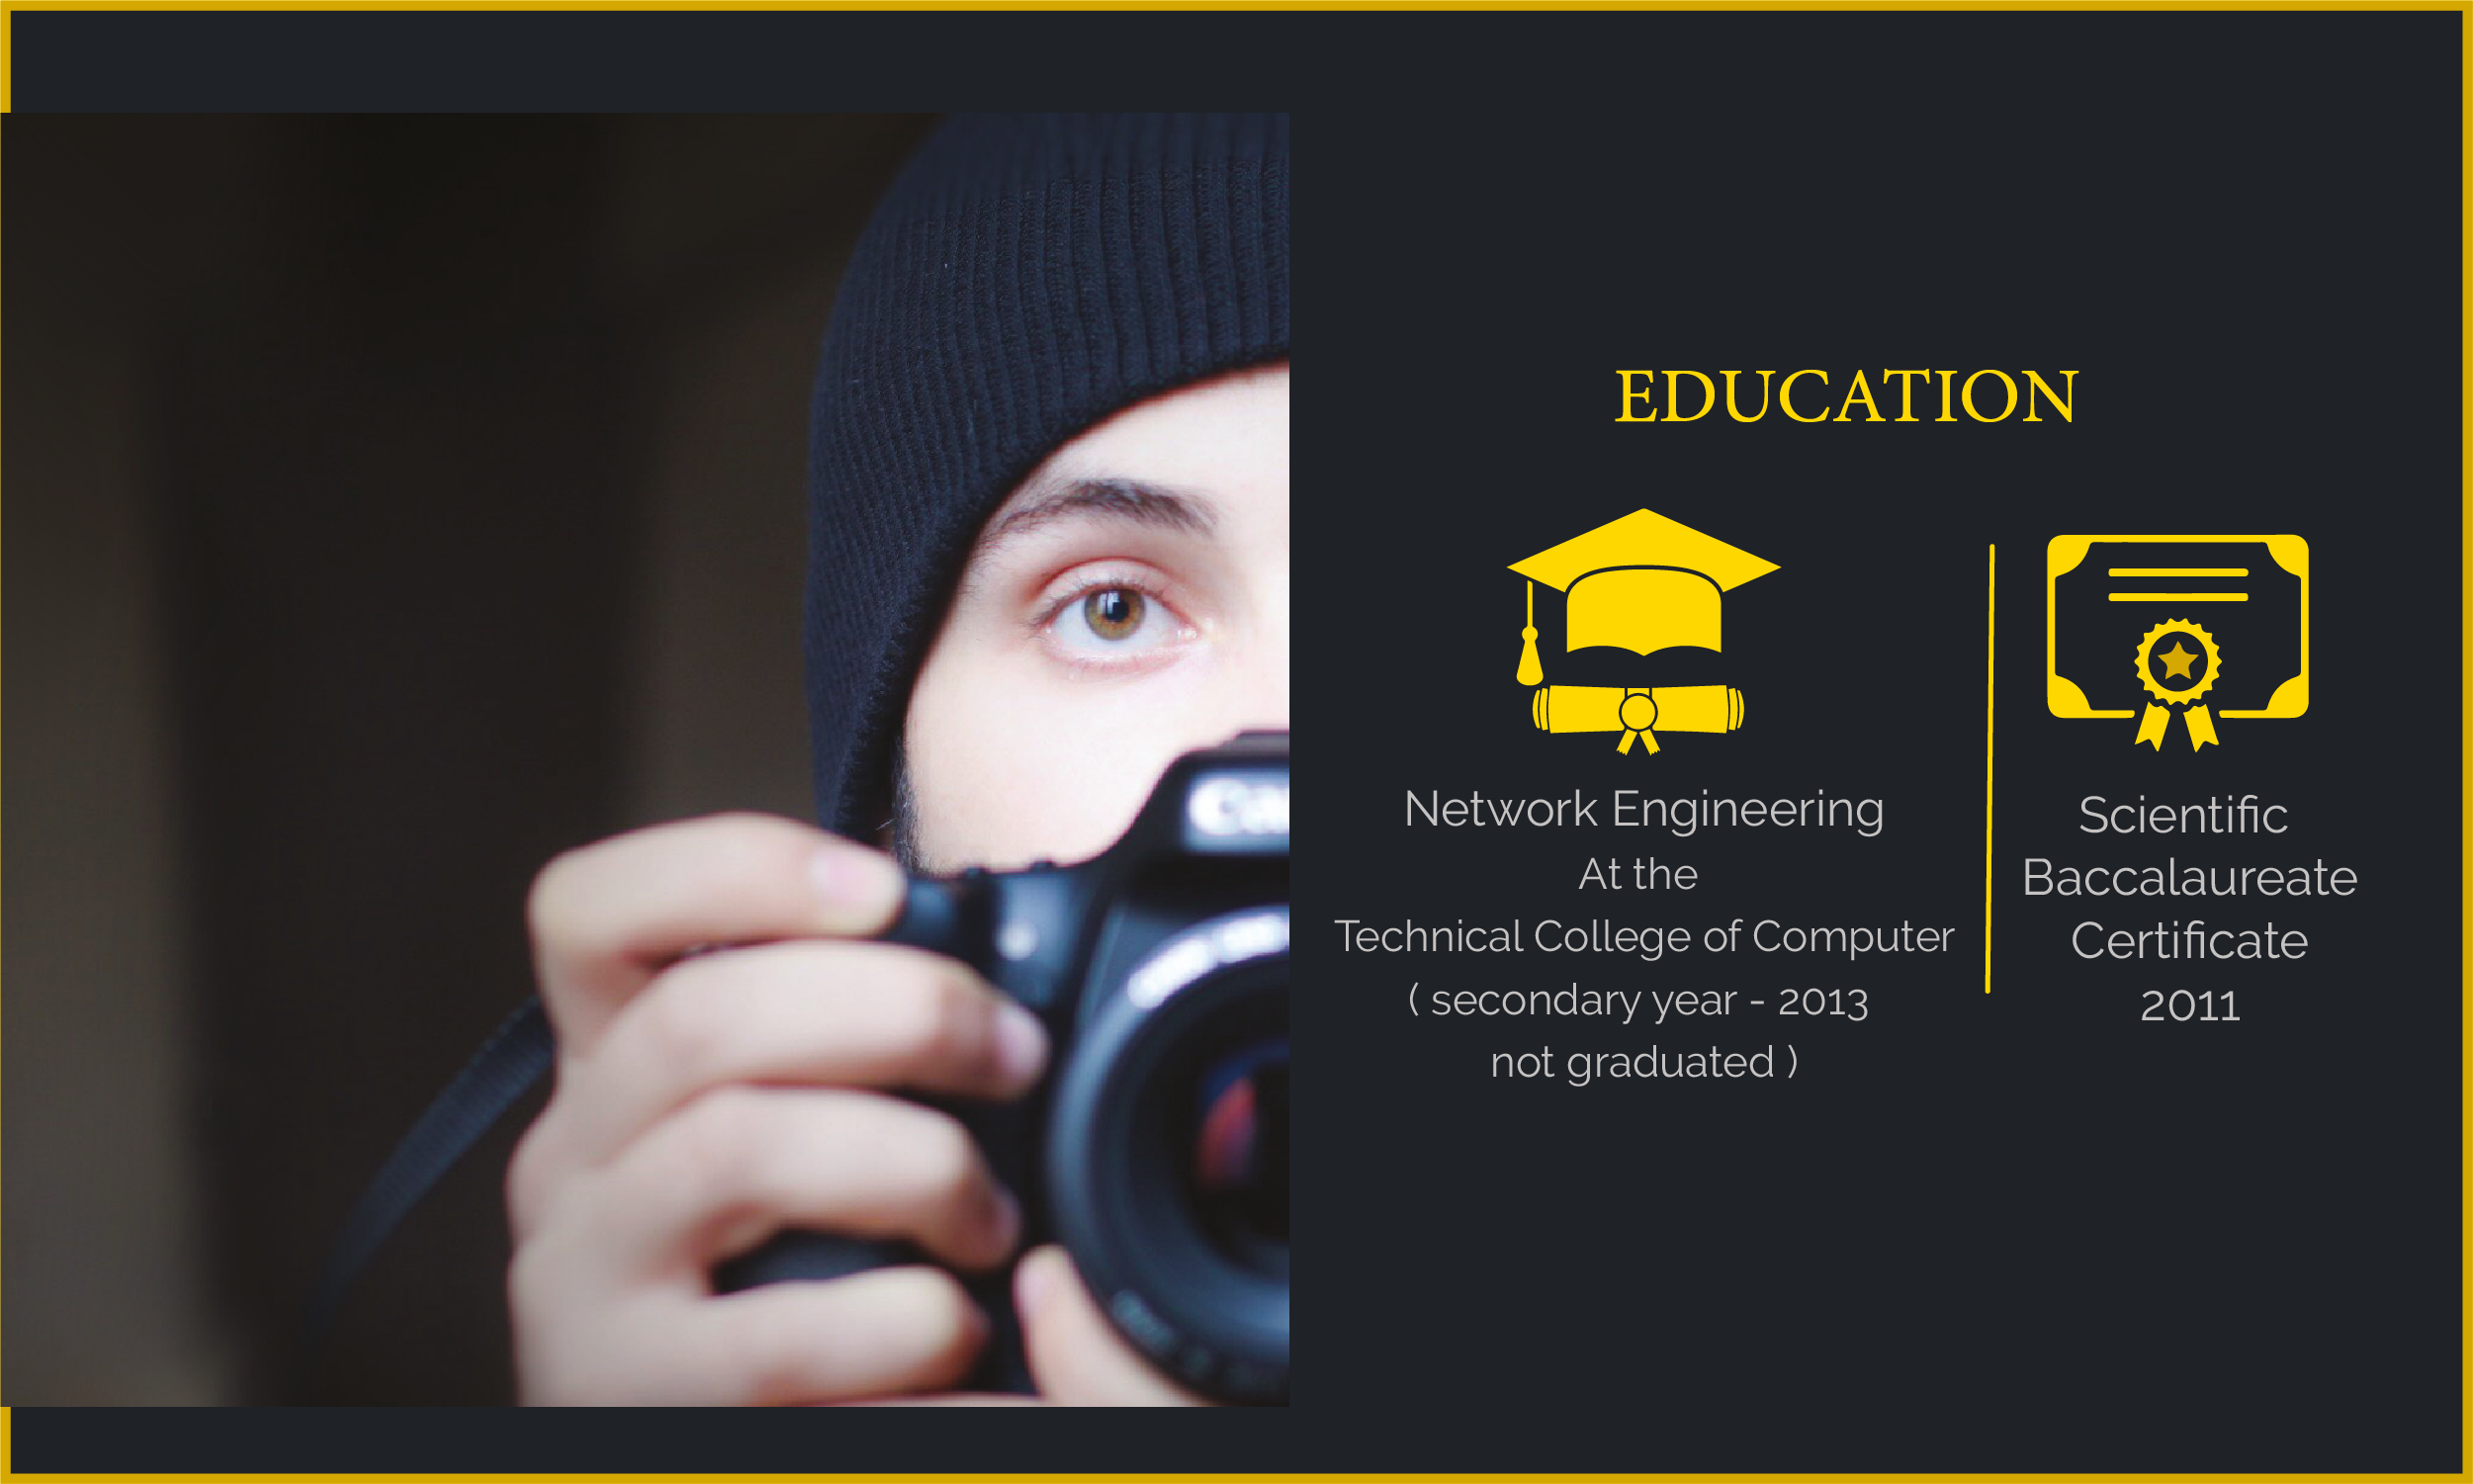 EDUCATION
Network Engineering
At the
Technical College of Computer
( secondary year - 2013
not graduated )
Scientific
Baccalaureate
Certificate
2011